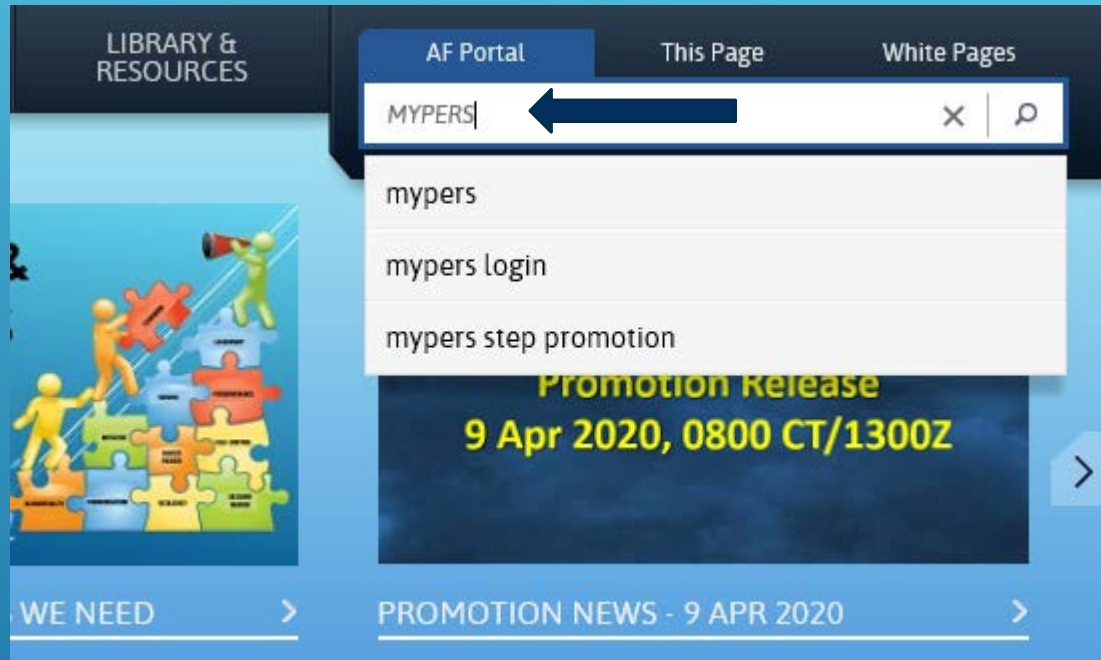 LIBRARY &
RESOURCES
AF Portal
This Page
White Pages
MYPERS
mypers
mypers login
mypers step promotion
&
Promotion Release
9 Apr 2020, 0800 CT/1300Z
WE NEED
PROMOTION NEWS - 9 APR 2020